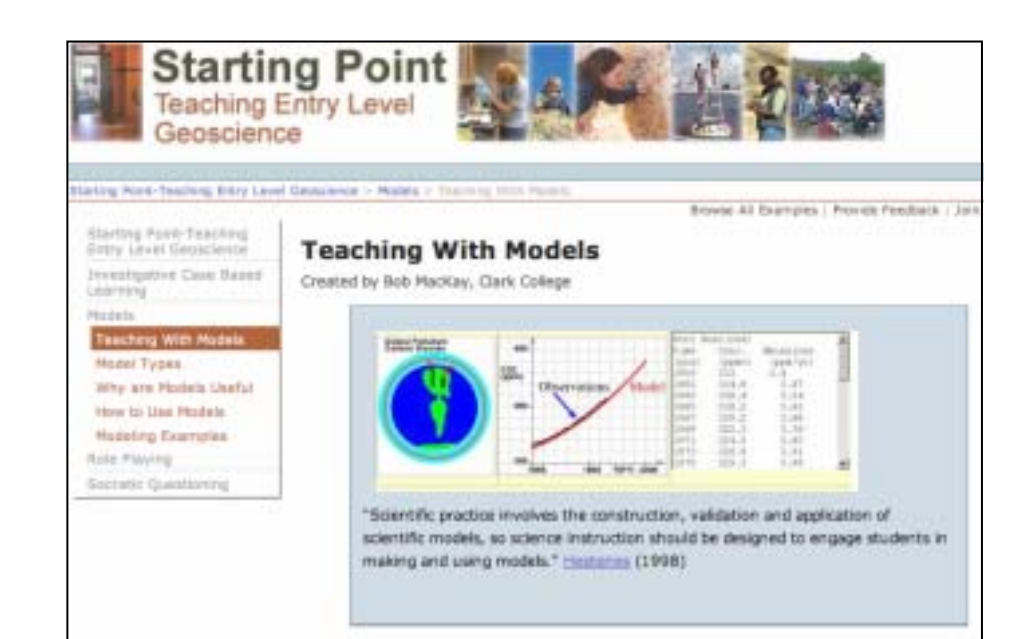 Starting Point
Teaching Entry Level
Geoscience
Starting Point-Teaching Entry Level Geoscience > Models > Teaching With Models
Browse All Examples | Provide Feedback | Join
Starting Point-Teaching
Entry Level Geoscience
Investigative Case Based
Learning
Models
Teaching With Models
Model Types
Why are Models Useful
How to Use Models
Modeling Examples
Role Playing
Socratic Questioning
Teaching With Models
Created by Bob MacKay, Clark College
Observations
Model
"Scientific practice involves the construction, validation and application of
scientific models, so science instruction should be designed to engage students in
making and using models." Hestenes (1998)